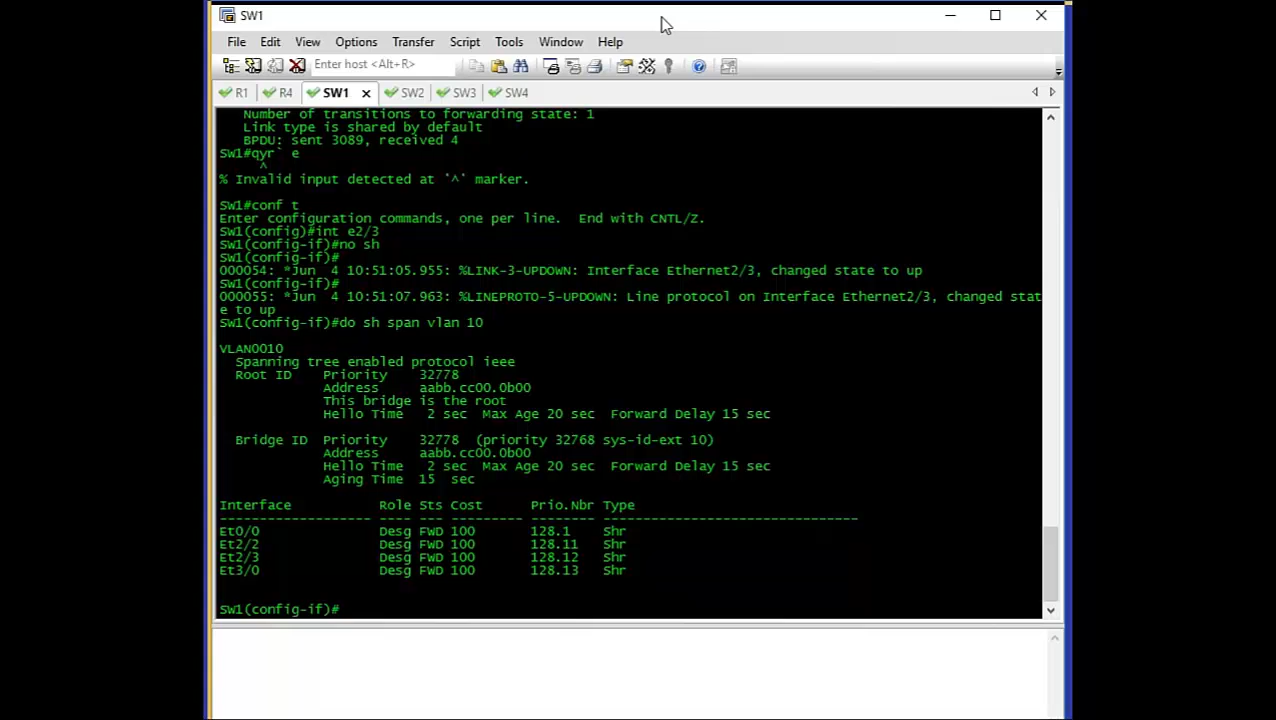 SW1
File Edit View Options Transfer Script Tools Window Help
Enter host <Alt+R>
R1 R4 SW1 SW2 SW3 SW4
Number of transitions to forwarding state: 1
Link type is shared by default
BPDU: sent 3089, received 4
SW1#qyr` e
^
% Invalid input detected at '^' marker.
SW1#conf t
Enter configuration commands, one per line.  End with CNTL/Z.
SW1(config)#int e2/3
SW1(config-if)#no sh
SW1(config-if)#
000054: *Jun  4 10:51:05.955: %LINK-3-UPDOWN: Interface Ethernet2/3, changed state to up
SW1(config-if)#
000055: *Jun  4 10:51:07.963: %LINEPROTO-5-UPDOWN: Line protocol on Interface Ethernet2/3, changed stat
e to up
SW1(config-if)#do sh span vlan 10
VLAN0010
Spanning tree enabled protocol ieee
Root ID    Priority    32778
Address     aabb.cc00.0b00
This bridge is the root
Hello Time   2 sec  Max Age 20 sec  Forward Delay 15 sec
Bridge ID  Priority    32778  (priority 32768 sys-id-ext 10)
Address     aabb.cc00.0b00
Hello Time   2 sec  Max Age 20 sec  Forward Delay 15 sec
Aging Time  15  sec
Interface           Role Sts Cost      Prio.Nbr Type
------------------- ---- --- --------- -------- --------------------------------
Et0/0               Desg FWD 100       128.1    Shr
Et2/2               Desg FWD 100       128.11   Shr
Et2/3               Desg FWD 100       128.12   Shr
Et3/0               Desg FWD 100       128.13   Shr
SW1(config-if)#